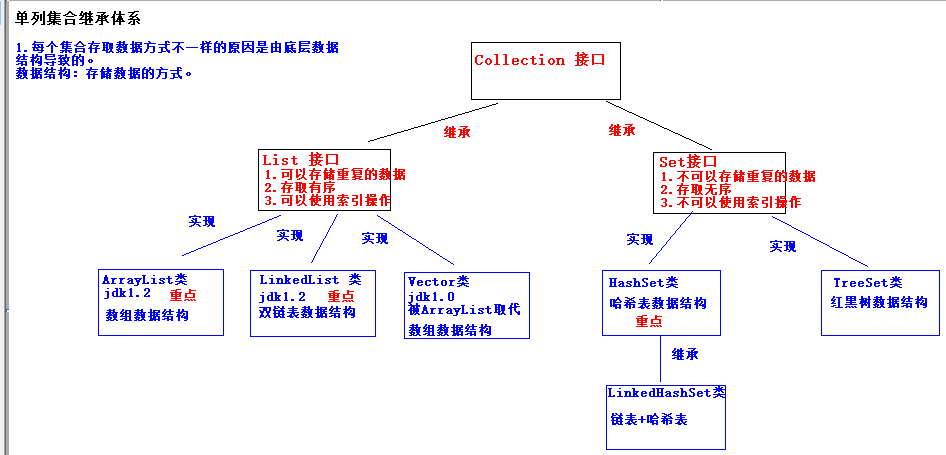 单列集合继承体系
1.每个集合存取数据方式不一样的原因是由底层数据
结构导致的。
数据结构：存储数据的方式。
Collection 接口
继承
继承
List 接口
1.可以存储重复的数据
2.存取有序
3.可以使用索引操作
Set接口
1.不可以存储重复的数据
2.存取无序
3.不可以使用索引操作
实现
实现
实现
实现
实现
ArrayList类
jdk1.2 重点
数组数据结构
LinkedList 类
jdk1.2 重点
双链表数据结构
Vector类
jdk1.0
被ArrayList取代
数组数据结构
HashSet类
哈希表数据结构
重点
TreeSet类
红黑树数据结构
继承
LinkedHashSet类
链表+哈希表